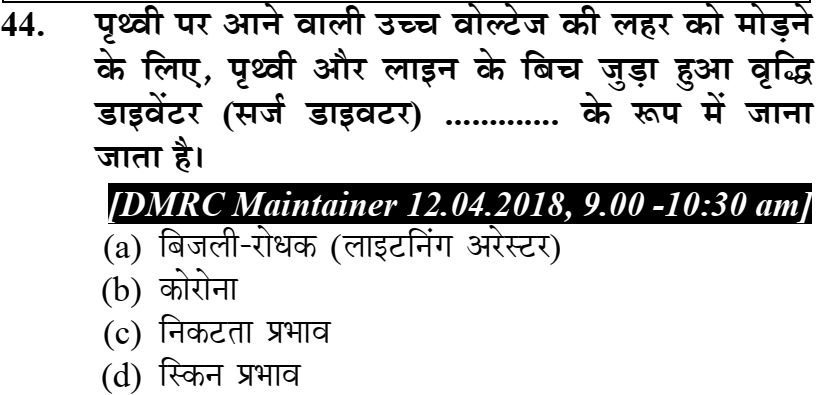 44. पृथ्वी पर आने वाली उच्च वोल्टेज की लहर को मोड़ने
के लिए, पृथ्वी और लाइन के बिच जुड़ा हुआ वृद्धि
डाइवेंटर (सर्ज डाइवटर) ............. के रूप में जाना
जाता है।
[DMRC Maintainer 12.04.2018, 9.00 -10:30 am]
(a) बिजली-रोधक (लाइटनिंग अरेस्टर)
(b) कोरोना
(c) निकटता प्रभाव
(d) स्किन प्रभाव